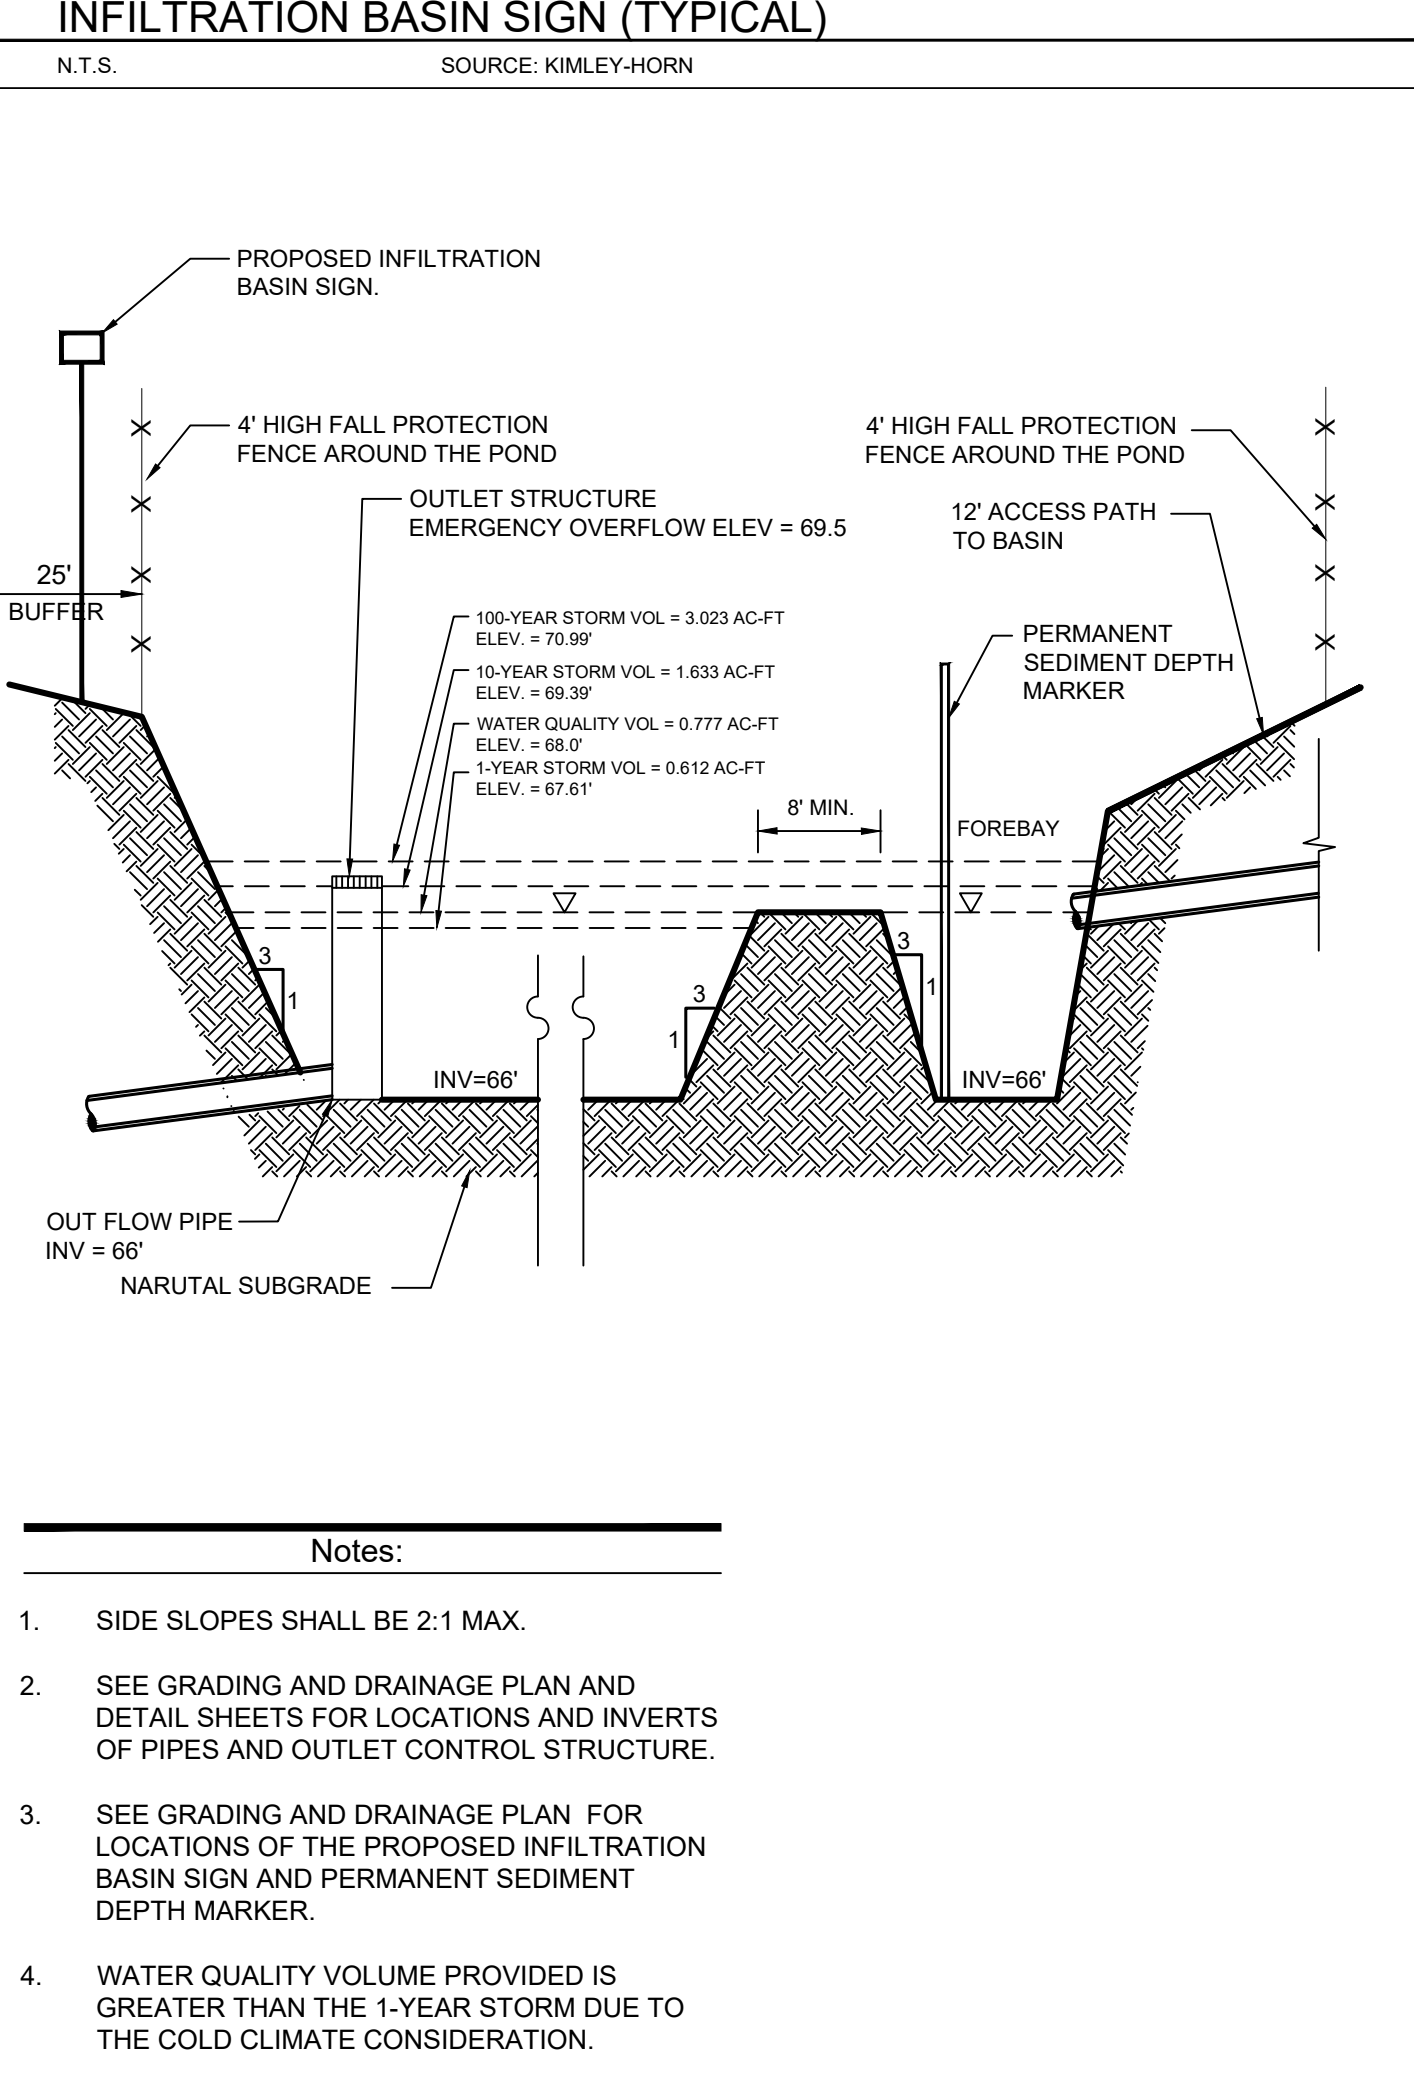 INFILTRATION BASIN SIGN (TYPICAL)
N.T.S. SOURCE: KIMLEY-HORN
PROPOSED INFILTRATION
BASIN SIGN.
4' HIGH FALL PROTECTION
FENCE AROUND THE POND
4' HIGH FALL PROTECTION
FENCE AROUND THE POND
OUTLET STRUCTURE
EMERGENCY OVERFLOW ELEV = 69.5
12' ACCESS PATH
TO BASIN
25'
BUFFER
100-YEAR STORM VOL = 3.023 AC-FT
ELEV. = 70.99'
10-YEAR STORM VOL = 1.633 AC-FT
ELEV. = 69.39'
WATER QUALITY VOL = 0.777 AC-FT
ELEV. = 68.0'
1-YEAR STORM VOL = 0.612 AC-FT
ELEV. = 67.61'
PERMANENT
SEDIMENT DEPTH
MARKER
8' MIN.
FOREBAY
3
1
3
1
3
1
INV=66'
INV=66'
OUT FLOW PIPE
INV = 66'
NARUTAL SUBGRADE
Notes:
1. SIDE SLOPES SHALL BE 2:1 MAX.
2. SEE GRADING AND DRAINAGE PLAN AND
DETAIL SHEETS FOR LOCATIONS AND INVERTS
OF PIPES AND OUTLET CONTROL STRUCTURE.
3. SEE GRADING AND DRAINAGE PLAN FOR
LOCATIONS OF THE PROPOSED INFILTRATION
BASIN SIGN AND PERMANENT SEDIMENT
DEPTH MARKER.
4. WATER QUALITY VOLUME PROVIDED IS
GREATER THAN THE 1-YEAR STORM DUE TO
THE COLD CLIMATE CONSIDERATION.